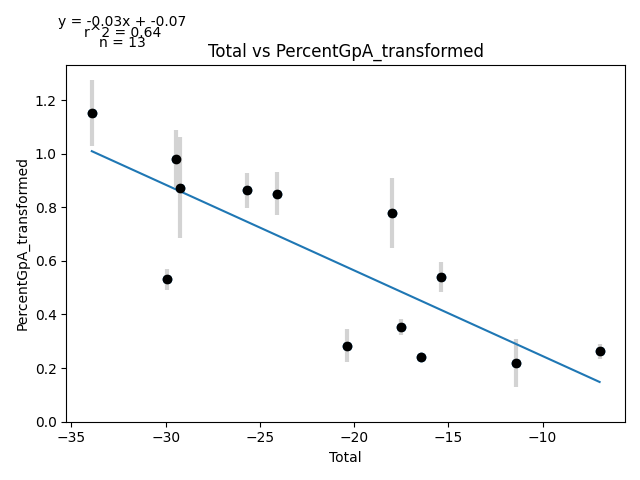 y = -0.03x + -0.07
r^2 = 0.64
n = 13
Total vs PercentGpA_transformed
PercentGpA_transformed
1.2
1.0
0.8
0.6
0.4
0.2
0.0
−35
−30
−25
−20
−15
−10
Total